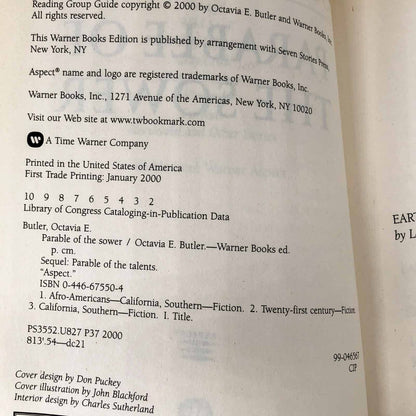 Reading Group Guide copyright © 2000 by Octavia E. Butler and Warner Books, Inc.
All rights reserved.
This Warner Books Edition is published by arrangement with Seven Stories Press,
New York, NY
Aspect® name and logo are registered trademarks of Warner Books, Inc.
Warner Books, Inc., 1271 Avenue of the Americas, New York, NY 10020
Visit our Web site at www.twbookmark.com
A Time Warner Company
Printed in the United States of America
First Trade Printing: January 2000
10 9 8 7 6 5 4 3 2
Library of Congress Cataloging-in-Publication Data
Butler, Octavia E.
Parable of the sower / Octavia E. Butler.—Warner Books ed.
p. cm.
Sequel: Parable of the talents.
"Aspect."
ISBN 0-446-67550-4
1. Afro-Americans—California, Southern—Fiction. 2. Twenty-first century—Fiction.
3. California, Southern—Fiction. I. Title.
PS3552.U827 P37 2000
813'.54—dc21
99-046567
CIP
Cover design by Don Puckey
Cover illustration by John Blackford
Interior design by Charles Sutherland
EART
by L